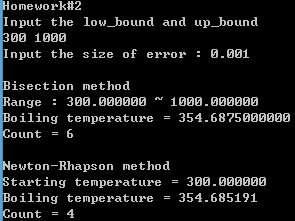 Homework#2
Input the low_bound and up_bound
300 1000
Input the size of error : 0.001
Bisection method
Range : 300.000000 ~ 1000.000000
Boiling temperature = 354.6875000000
Count = 6
Newton-Rhapson method
Starting temperature = 300.000000
Boiling temperature = 354.685191
Count = 4